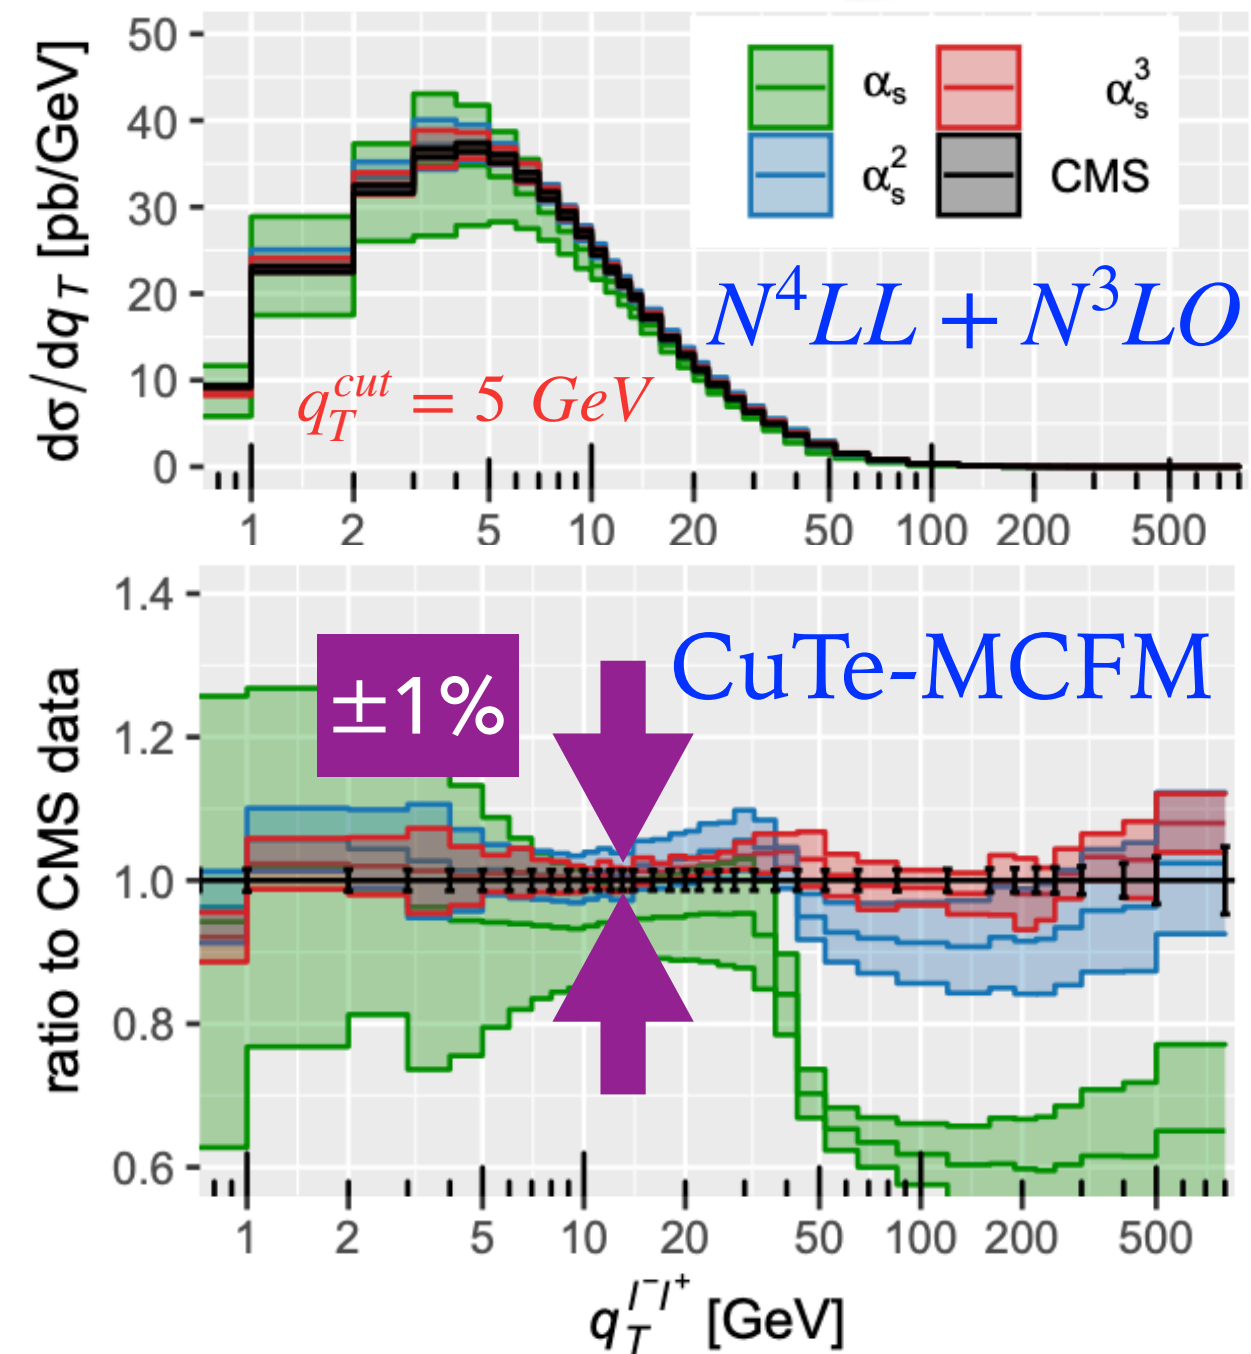 dσ/dq_T [pb/GeV]
50
40
30
20
10
0
α_s α_s^3
α_s^2 CMS
N^4LL + N^3LO
q_T^{cut} = 5 GeV
1 2 5 10 20 50 100 200 500
ratio to CMS data
1.4
1.2
1.0
0.8
0.6
±1%
CuTe-MCFM
1 2 5 10 20 50 100 200 500
q_T^{l^-l^+} [GeV]